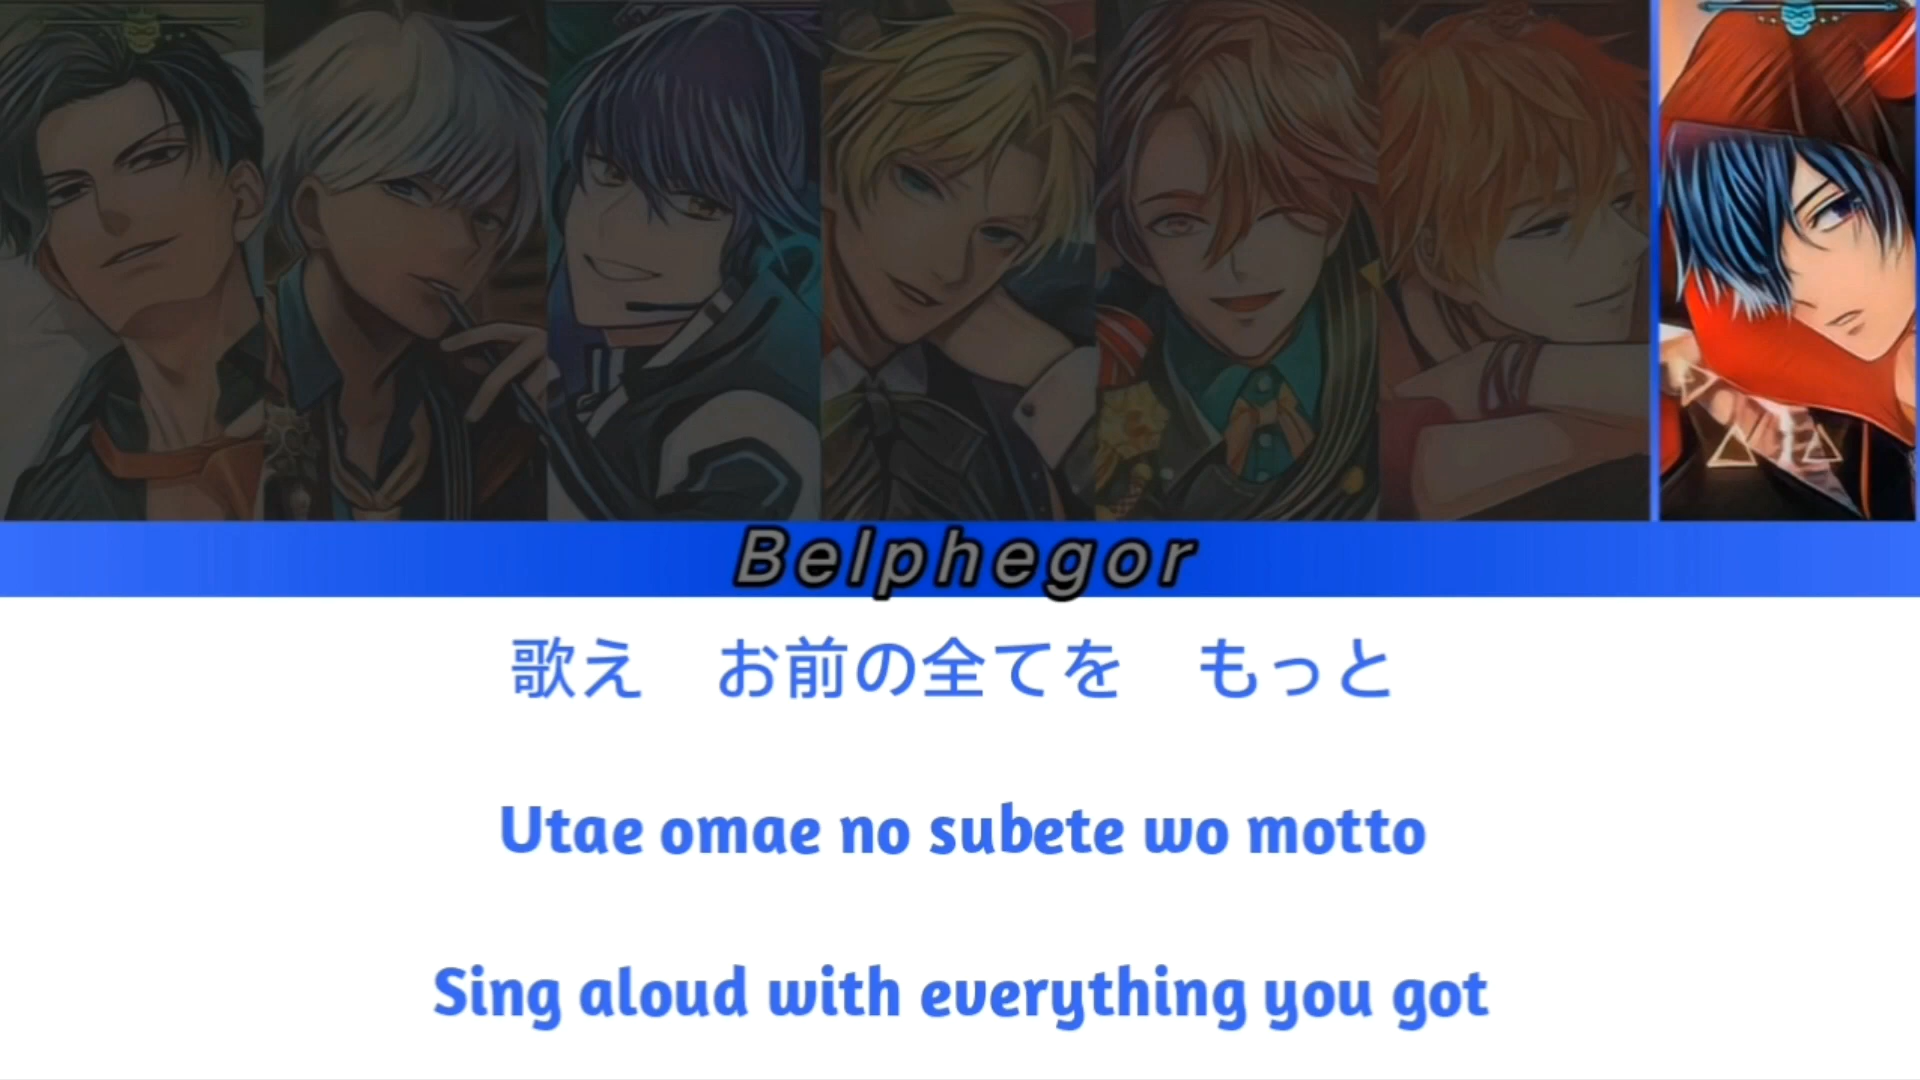 Belphegor
歌え　お前の全てを　もっと
Utae omae no subete wo motto
Sing aloud with everything you got